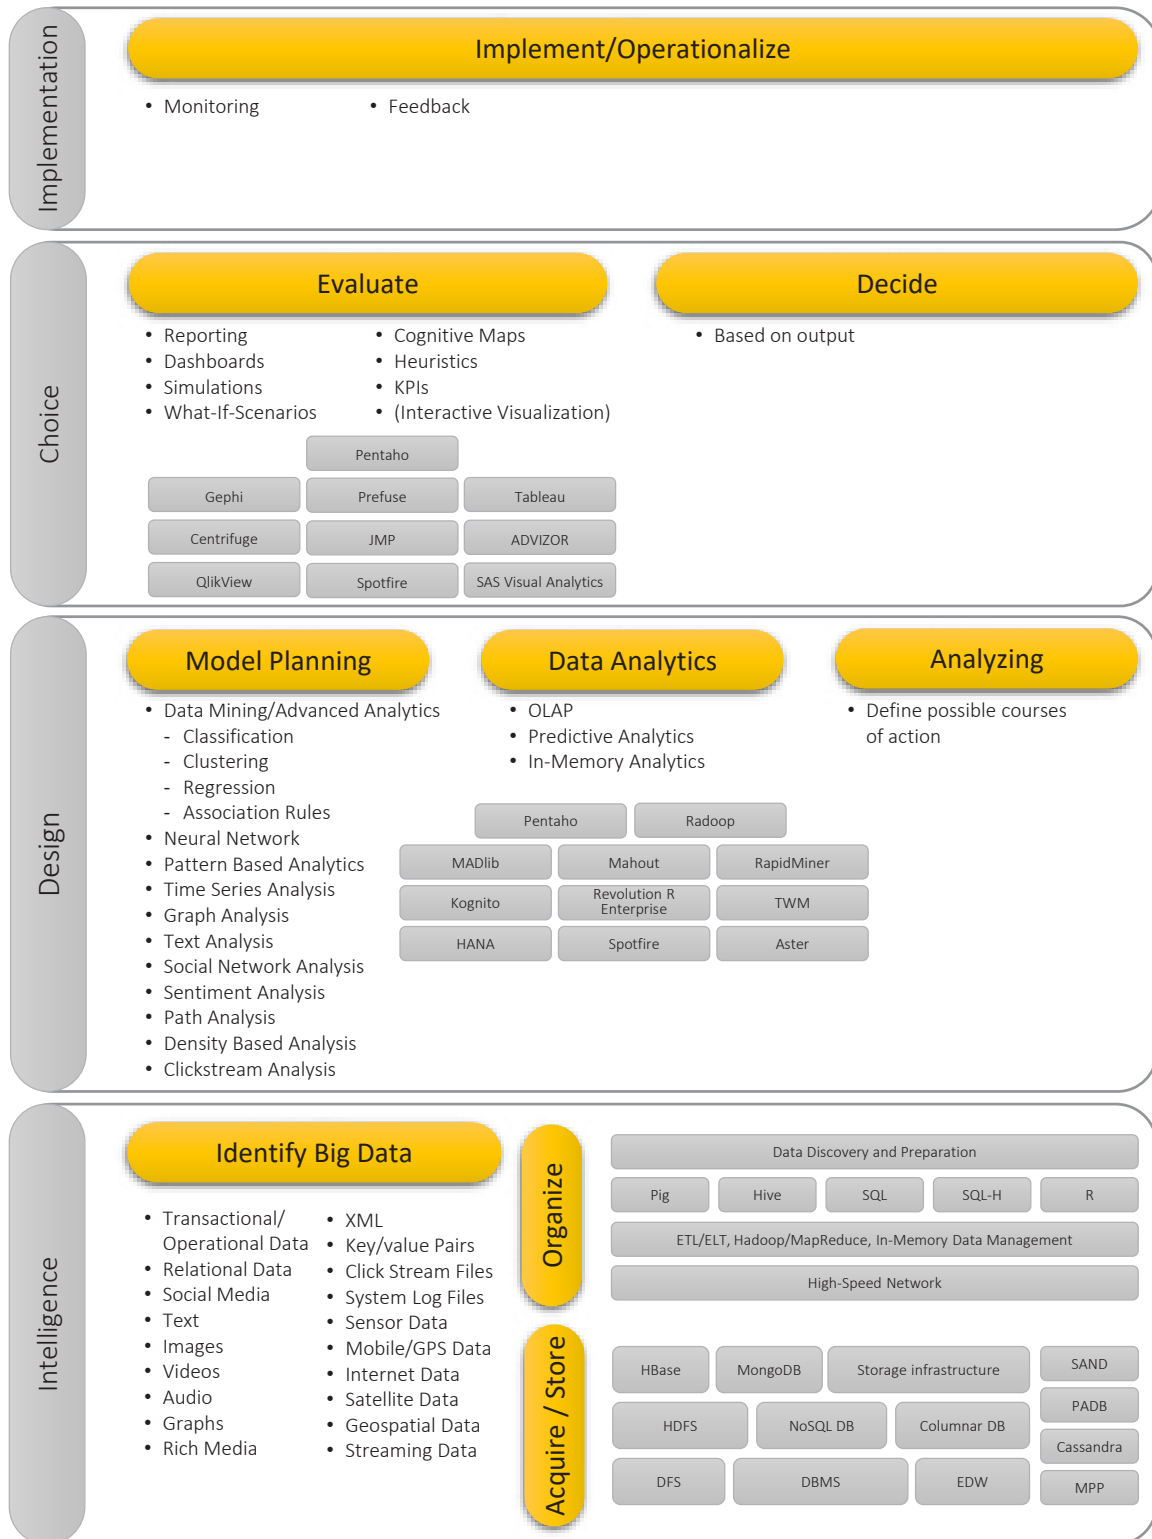 Implementation
Implement/Operationalize
• Monitoring
• Feedback
Choice
Evaluate
• Reporting
• Dashboards
• Simulations
• What-If-Scenarios
• Cognitive Maps
• Heuristics
• KPIs
• (Interactive Visualization)
Pentaho
Gephi
Prefuse
Tableau
Centrifuge
JMP
ADVIZOR
QlikView
Spotfire
SAS Visual Analytics
Decide
• Based on output
Design
Model Planning
• Data Mining/Advanced Analytics
- Classification
- Clustering
- Regression
- Association Rules
• Neural Network
• Pattern Based Analytics
• Time Series Analysis
• Graph Analysis
• Text Analysis
• Social Network Analysis
• Sentiment Analysis
• Path Analysis
• Density Based Analysis
• Clickstream Analysis
Data Analytics
• OLAP
• Predictive Analytics
• In-Memory Analytics
Pentaho
Radoop
MADlib
Mahout
RapidMiner
Kognito
Revolution R
Enterprise
TWM
HANA
Spotfire
Aster
Analyzing
• Define possible courses
of action
Intelligence
Identify Big Data
• Transactional/
Operational Data
• Relational Data
• Social Media
• Text
• Images
• Videos
• Audio
• Graphs
• Rich Media
• XML
• Key/value Pairs
• Click Stream Files
• System Log Files
• Sensor Data
• Mobile/GPS Data
• Internet Data
• Satellite Data
• Geospatial Data
• Streaming Data
Organize
Data Discovery and Preparation
Pig
Hive
SQL
SQL-H
R
ETL/ELT, Hadoop/MapReduce, In-Memory Data Management
High-Speed Network
Acquire / Store
HBase
MongoDB
Storage infrastructure
SAND
HDFS
NoSQL DB
Columnar DB
PADB
Cassandra
DFS
DBMS
EDW
MPP